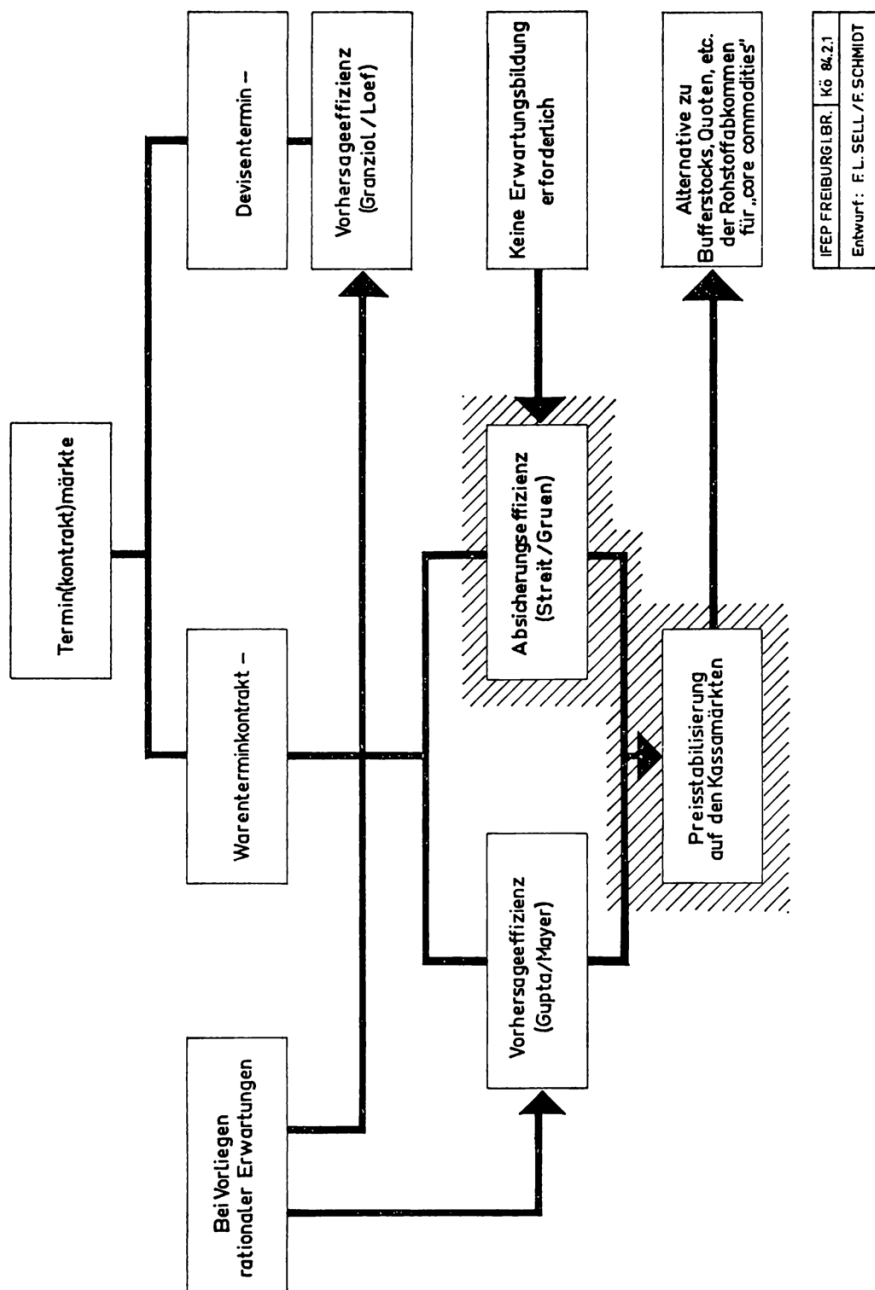 Termin(kontrakt)märkte
Warenterminkontrakt –
Devisentermin –
Bei Vorliegen
rationaler Erwartungen
Vorhersageeffizienz
(Granziol/Loef)
Vorhersageeffizienz
(Gupta/Mayer)
Absicherungseffizienz
(Streit/Gruen)
Keine Erwartungsbildung
erforderlich
Preisstabilisierung
auf den Kassamärkten
Alternative zu
Bufferstocks, Quoten, etc.
der Rohstoffabkommen
für „core commodities"
IFEP FREIBURG I.BR. Kö 84.2.1
Entwurf: F.L. SELL /F. SCHMIDT